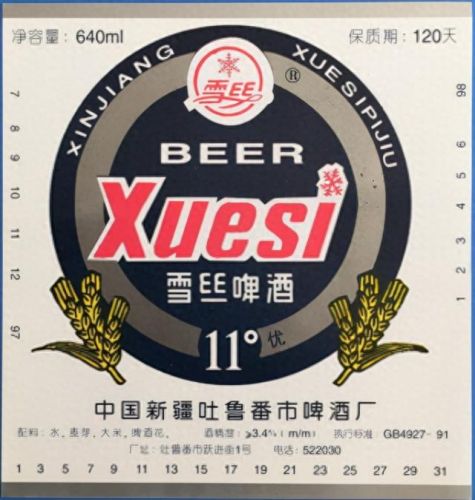 净容量：640ml
保质期：120天
XINJIANG XUESIPIJIU
雪丝
®
BEER
Xuesi
雪丝啤酒
11° 优
7 8 9 10 11 12 97
98 6 5 4 3 2 1
中国新疆吐鲁番市啤酒厂
配料：水、麦芽、大米、啤酒花、 酒精度：≥3.4%（m/m） 执行标准 GB4927-91
厂址：吐鲁番市跃进街1号 电话：522030
1 3 5 7 9 11 13 15 17 19 21 23 25 27 29 31